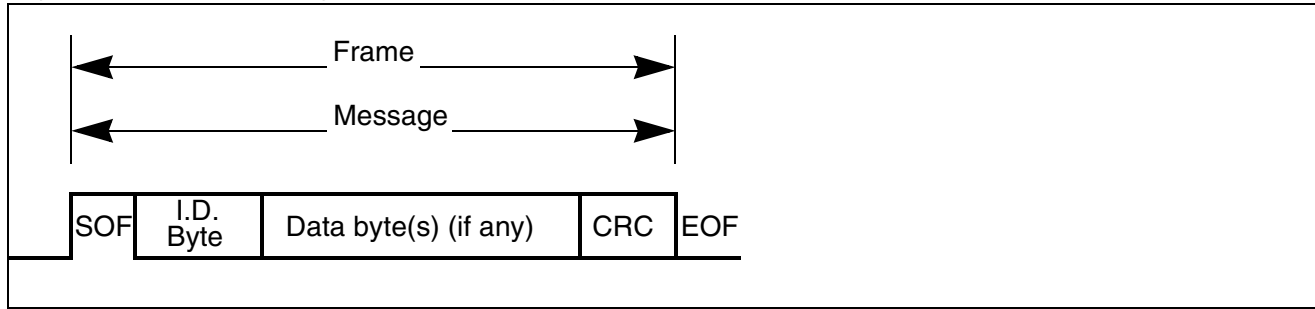 Frame
Message
SOF I.D. Byte Data byte(s) (if any) CRC EOF